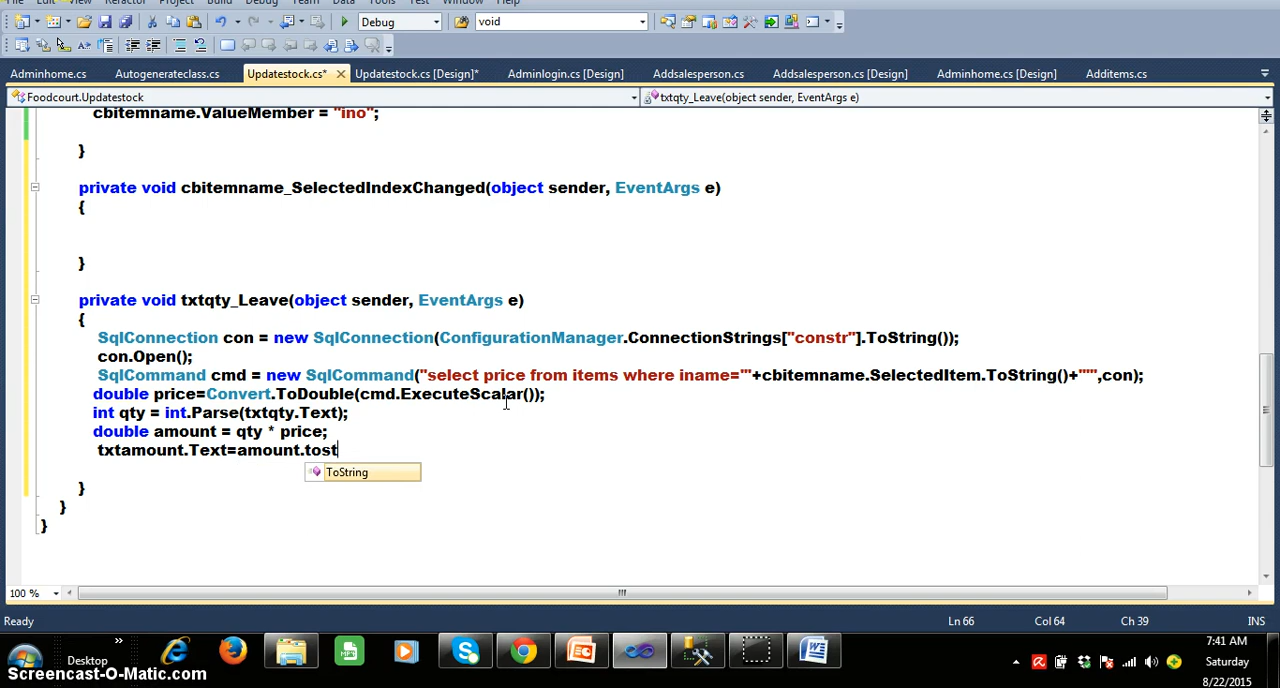 File Edit View Refactor Project Build Debug Team Data Tools Test Window Help
Debug void
Adminhome.cs Autogenerateclass.cs Updatestock.cs* Updatestock.cs [Design]* Adminlogin.cs [Design] Addsalesperson.cs Addsalesperson.cs [Design] Adminhome.cs [Design] Additems.cs
Foodcourt.Updatestock txtqty_Leave(object sender, EventArgs e)
cbitemname.ValueMember = "ino";
}
private void cbitemname_SelectedIndexChanged(object sender, EventArgs e)
{
}
private void txtqty_Leave(object sender, EventArgs e)
{
SqlConnection con = new SqlConnection(ConfigurationManager.ConnectionStrings["constr"].ToString());
con.Open();
SqlCommand cmd = new SqlCommand("select price from items where iname='"+cbitemname.SelectedItem.ToString()+"'",con);
double price=Convert.ToDouble(cmd.ExecuteScalar());
int qty = int.Parse(txtqty.Text);
double amount = qty * price;
txtamount.Text=amount.tost
ToString
}
}
}
100 %
Ready Ln 66 Col 64 Ch 39 INS
Desktop
7:41 AM
Saturday
8/22/2015
Screencast-O-Matic.com